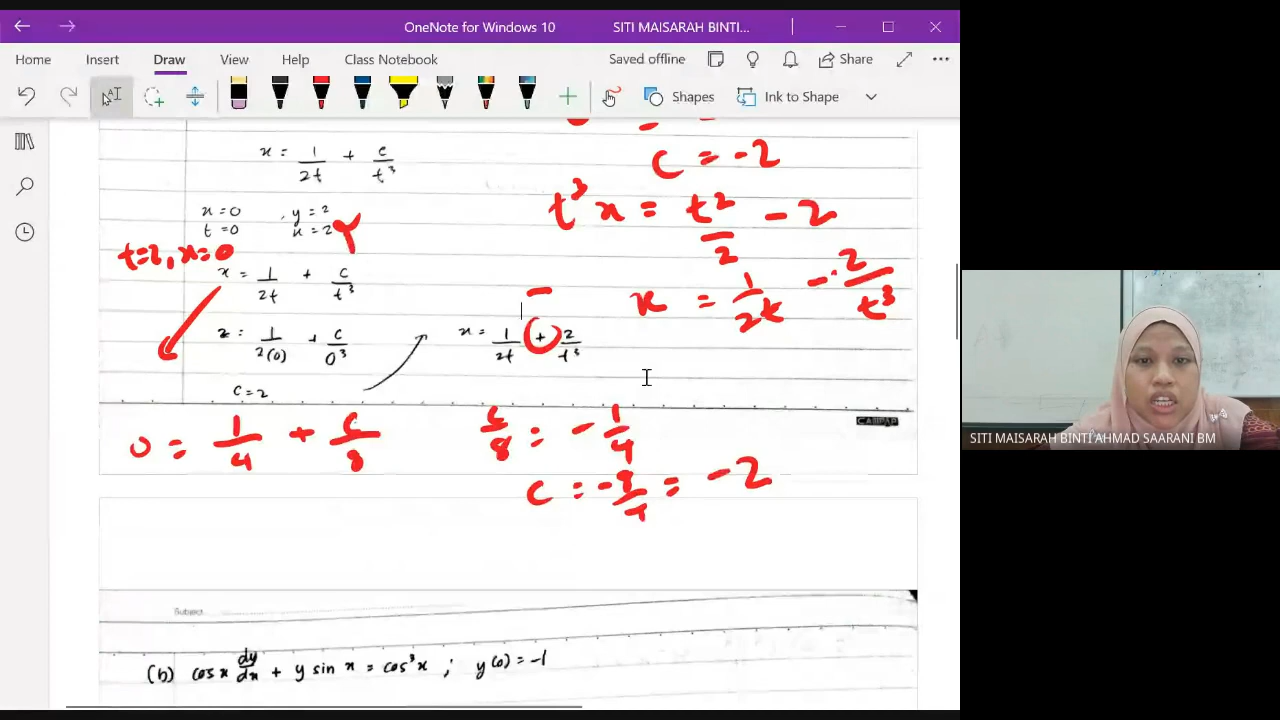 OneNote for Windows 10
SITI MAISARAH BINTI...
Home Insert Draw View Help Class Notebook
Saved offline
Share
Shapes
Ink to Shape
c = -2
x = 1/2t + c/t³
t³x = t²/2 - 2
x=0 , y=2
t=0 x=2
t=2, x=0
x = 1/2t + c/t³
x = 1/2t - 2/t³
2 = 1/2(0) + c/0³
x = 1/2t + 2/t³
-
c=2
CAMPAP
0 = 1/4 + c/8
c/8 = -1/4
c = -8/4 = -2
Subject
(b) cos x dy/dx + y sin x = cos³x ; y(0) = -1
SITI MAISARAH BINTI AHMAD SAARANI BM